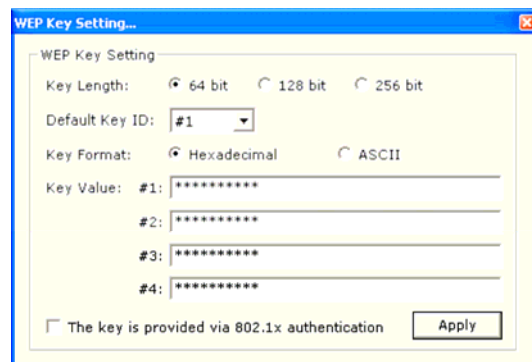 WEP Key Setting...
WEP Key Setting
Key Length: 64 bit 128 bit 256 bit
Default Key ID: #1
Key Format: Hexadecimal ASCII
Key Value: #1: **********
#2: **********
#3: **********
#4: **********
The key is provided via 802.1x authentication Apply